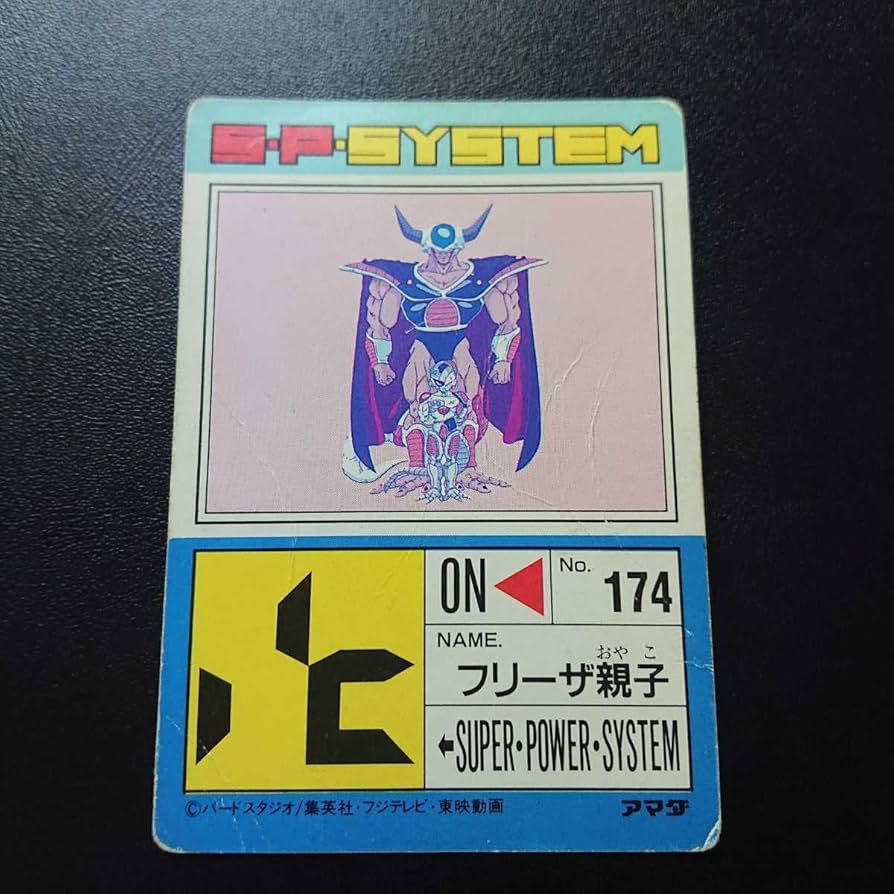 S・P・SYSTEM
ON
No. 174
NAME.
おや こ
フリーザ親子
←SUPER・POWER・SYSTEM
©バードスタジオ/集英社・フジテレビ・東映動画
アマダ